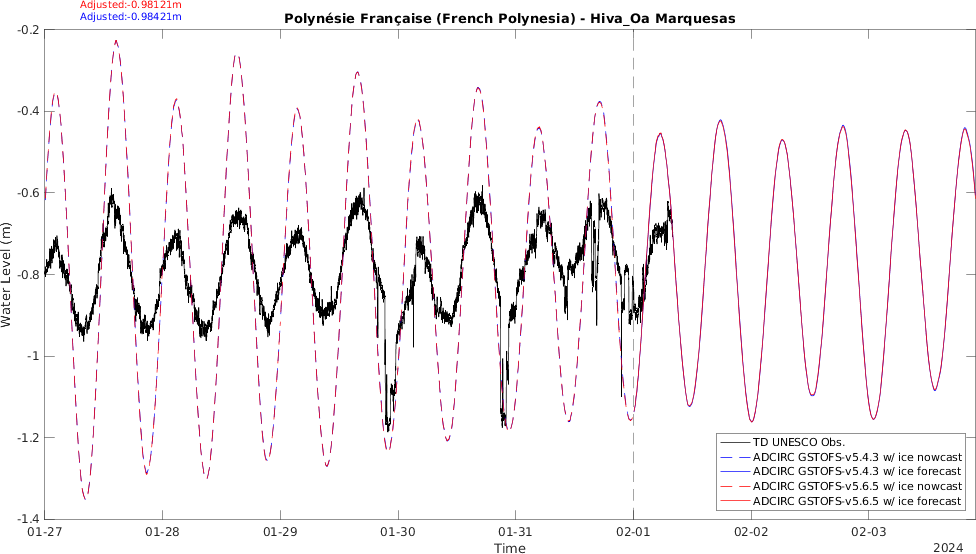 Adjusted:-0.98121m
Adjusted:-0.98421m
Polynésie Française (French Polynesia) - Hiva_Oa Marquesas
-0.2
-0.4
-0.6
-0.8
-1
-1.2
-1.4
Water Level (m)
TD UNESCO Obs.
ADCIRC GSTOFS-v5.4.3 w/ ice nowcast
ADCIRC GSTOFS-v5.4.3 w/ ice forecast
ADCIRC GSTOFS-v5.6.5 w/ ice nowcast
ADCIRC GSTOFS-v5.6.5 w/ ice forecast
01-27 01-28 01-29 01-30 01-31 02-01 02-02 02-03
Time
2024